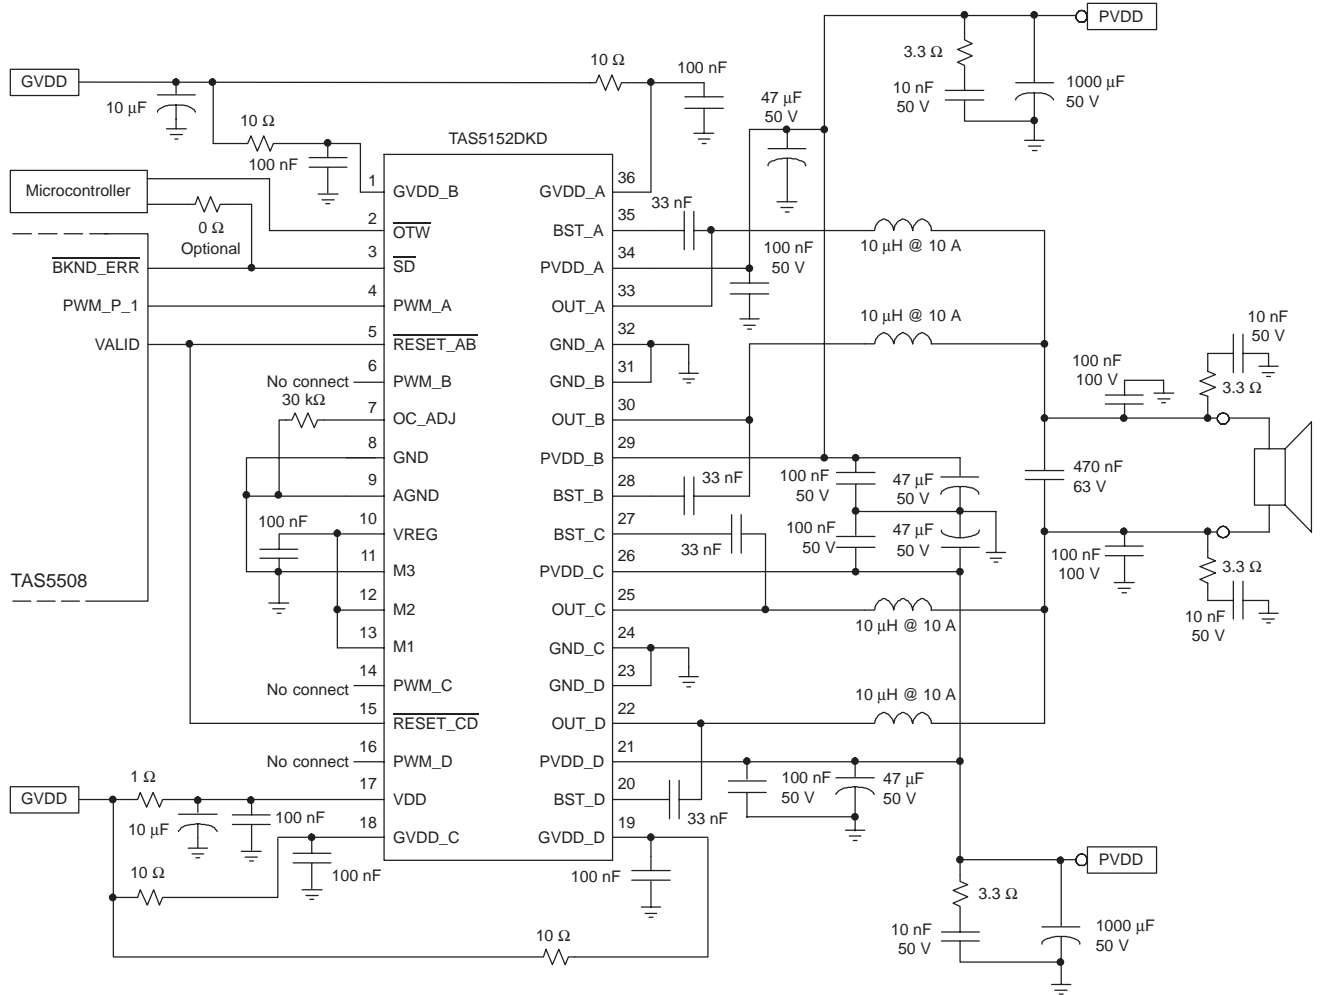 PVDD
3.3 Ω
10 nF
50 V
1000 µF
50 V
GVDD
10 µF
10 Ω
100 nF
47 µF
50 V
10 Ω
100 nF
TAS5152DKD
Microcontroller
0 Ω
Optional
BKND_ERR
PWM_P_1
VALID
TAS5508
1
GVDD_B
2
OTW
3
SD
4
PWM_A
5
RESET_AB
6
No connect
PWM_B
30 kΩ
7
OC_ADJ
8
GND
9
AGND
100 nF
10
VREG
11
M3
12
M2
13
M1
14
No connect
PWM_C
15
RESET_CD
16
No connect
PWM_D
17
VDD
18
GVDD_C
36
GVDD_A
35
BST_A
34
PVDD_A
33
OUT_A
32
GND_A
31
GND_B
30
OUT_B
29
PVDD_B
28
BST_B
27
BST_C
26
PVDD_C
25
OUT_C
24
GND_C
23
GND_D
22
OUT_D
21
PVDD_D
20
BST_D
19
GVDD_D
33 nF
100 nF
50 V
10 µH @ 10 A
10 µH @ 10 A
33 nF
33 nF
100 nF
50 V
47 µF
50 V
100 nF
50 V
47 µF
50 V
10 µH @ 10 A
10 µH @ 10 A
100 nF
100 V
10 nF
50 V
3.3 Ω
470 nF
63 V
100 nF
100 V
3.3 Ω
10 nF
50 V
100 nF
50 V
47 µF
50 V
33 nF
GVDD
1 Ω
10 µF
100 nF
10 Ω
100 nF
100 nF
10 Ω
PVDD
3.3 Ω
10 nF
50 V
1000 µF
50 V